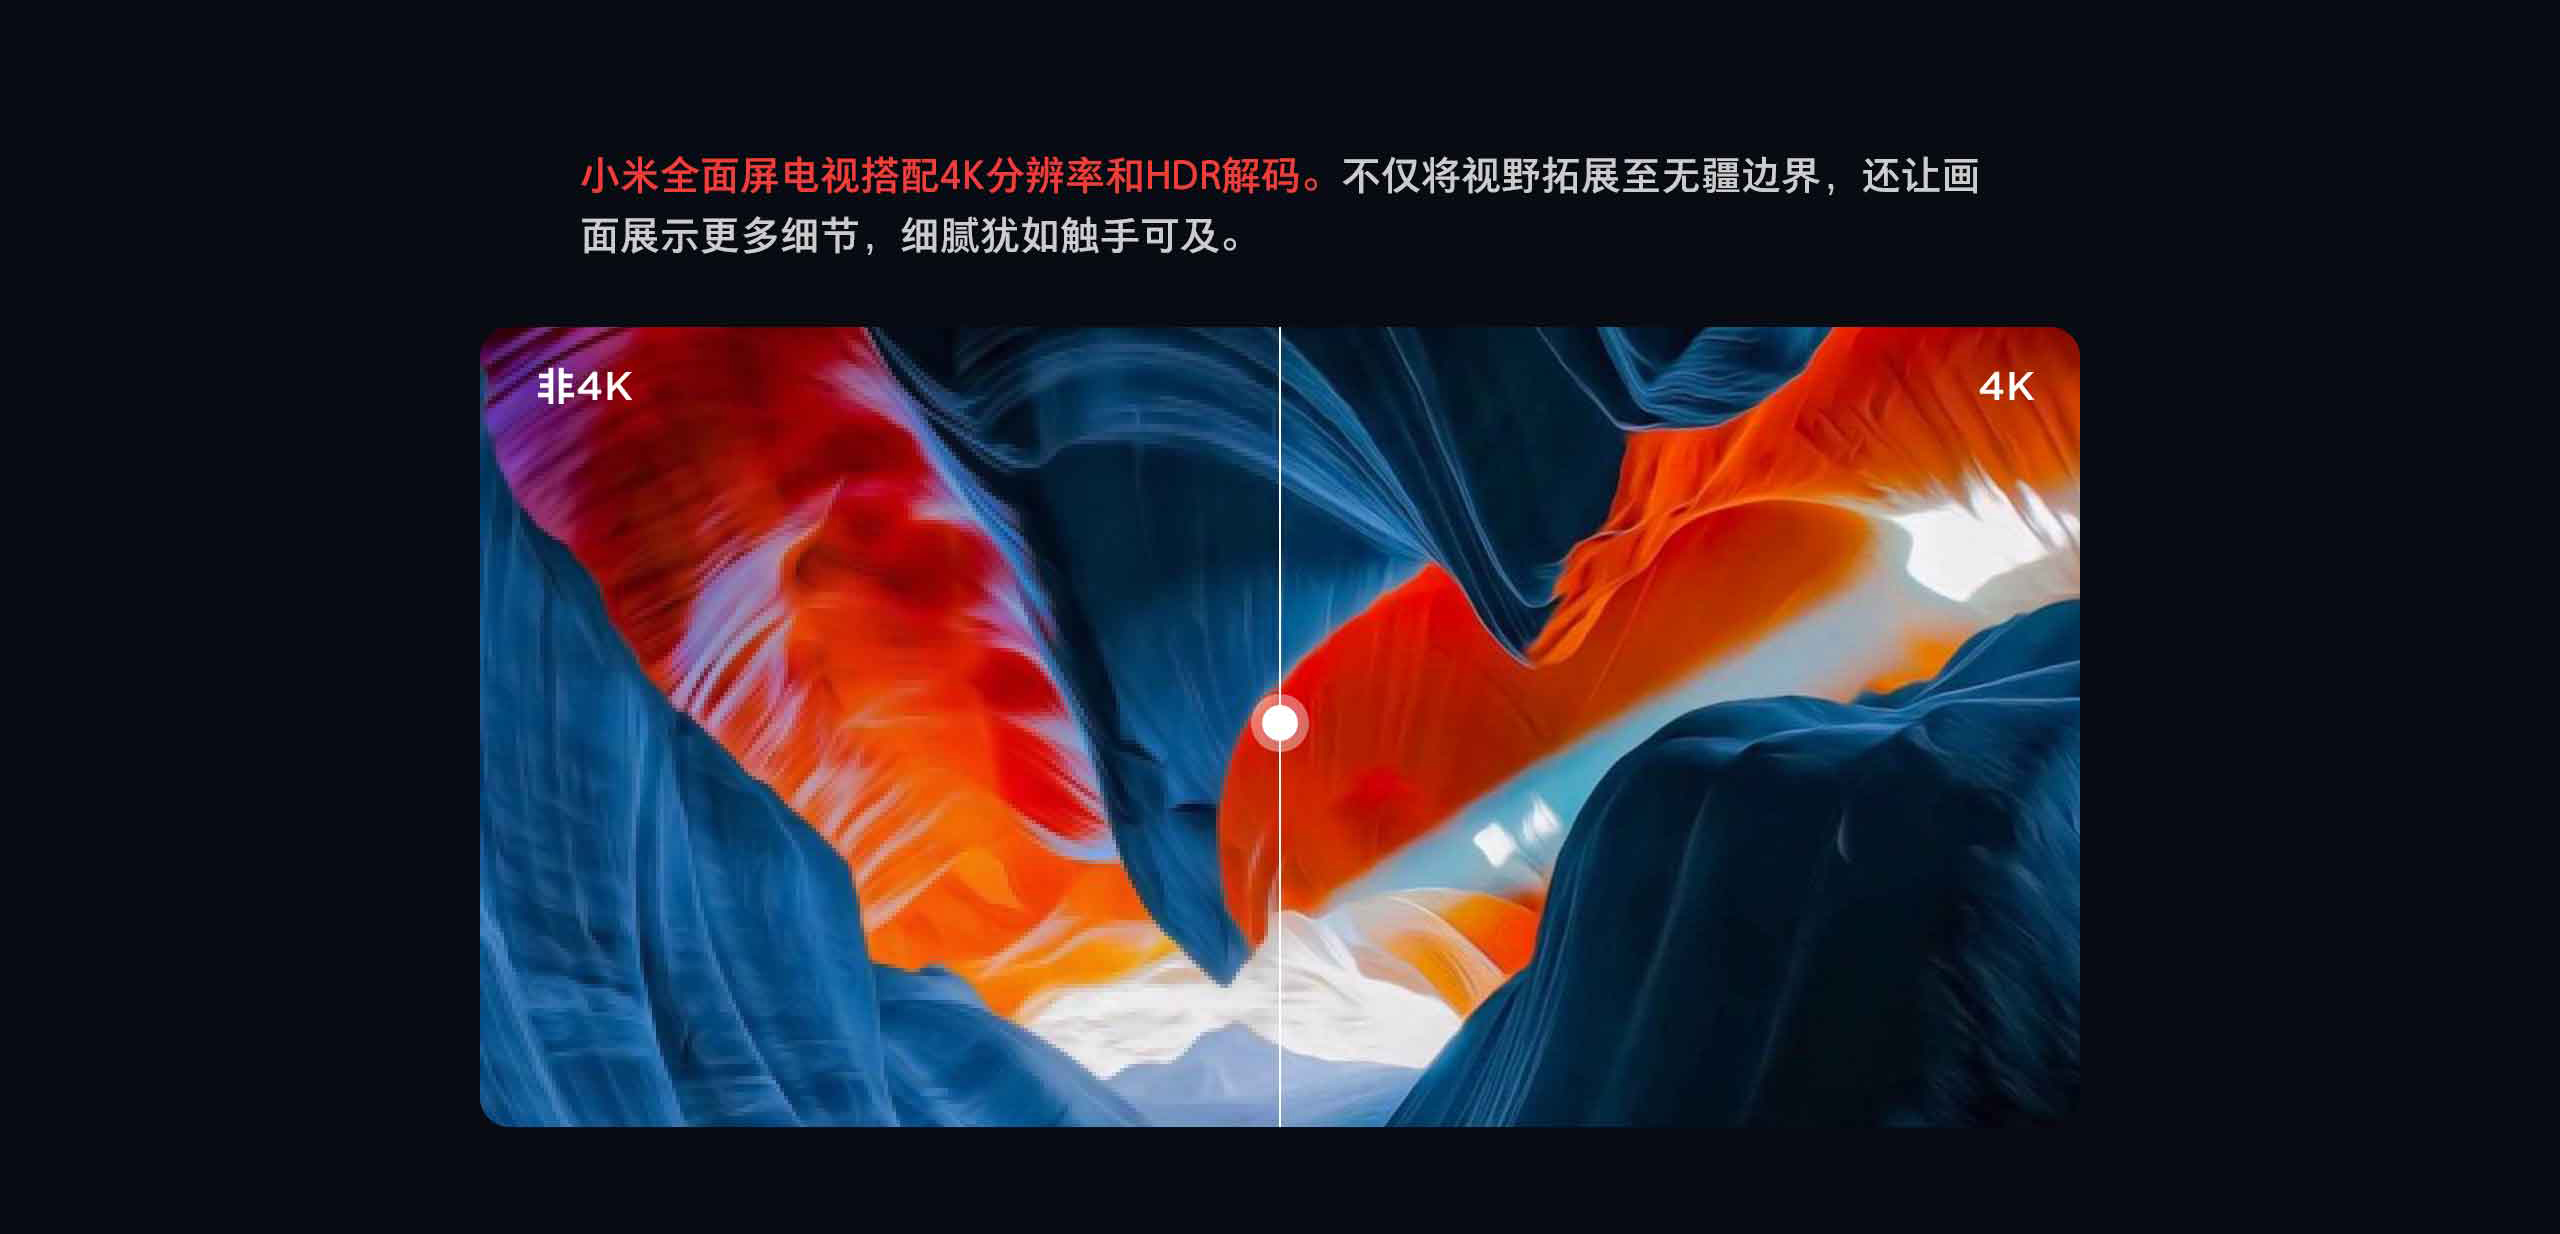 小米全面屏电视搭配4K分辨率和HDR解码。不仅将视野拓展至无疆边界，还让画
面展示更多细节，细腻犹如触手可及。
非4K
4K